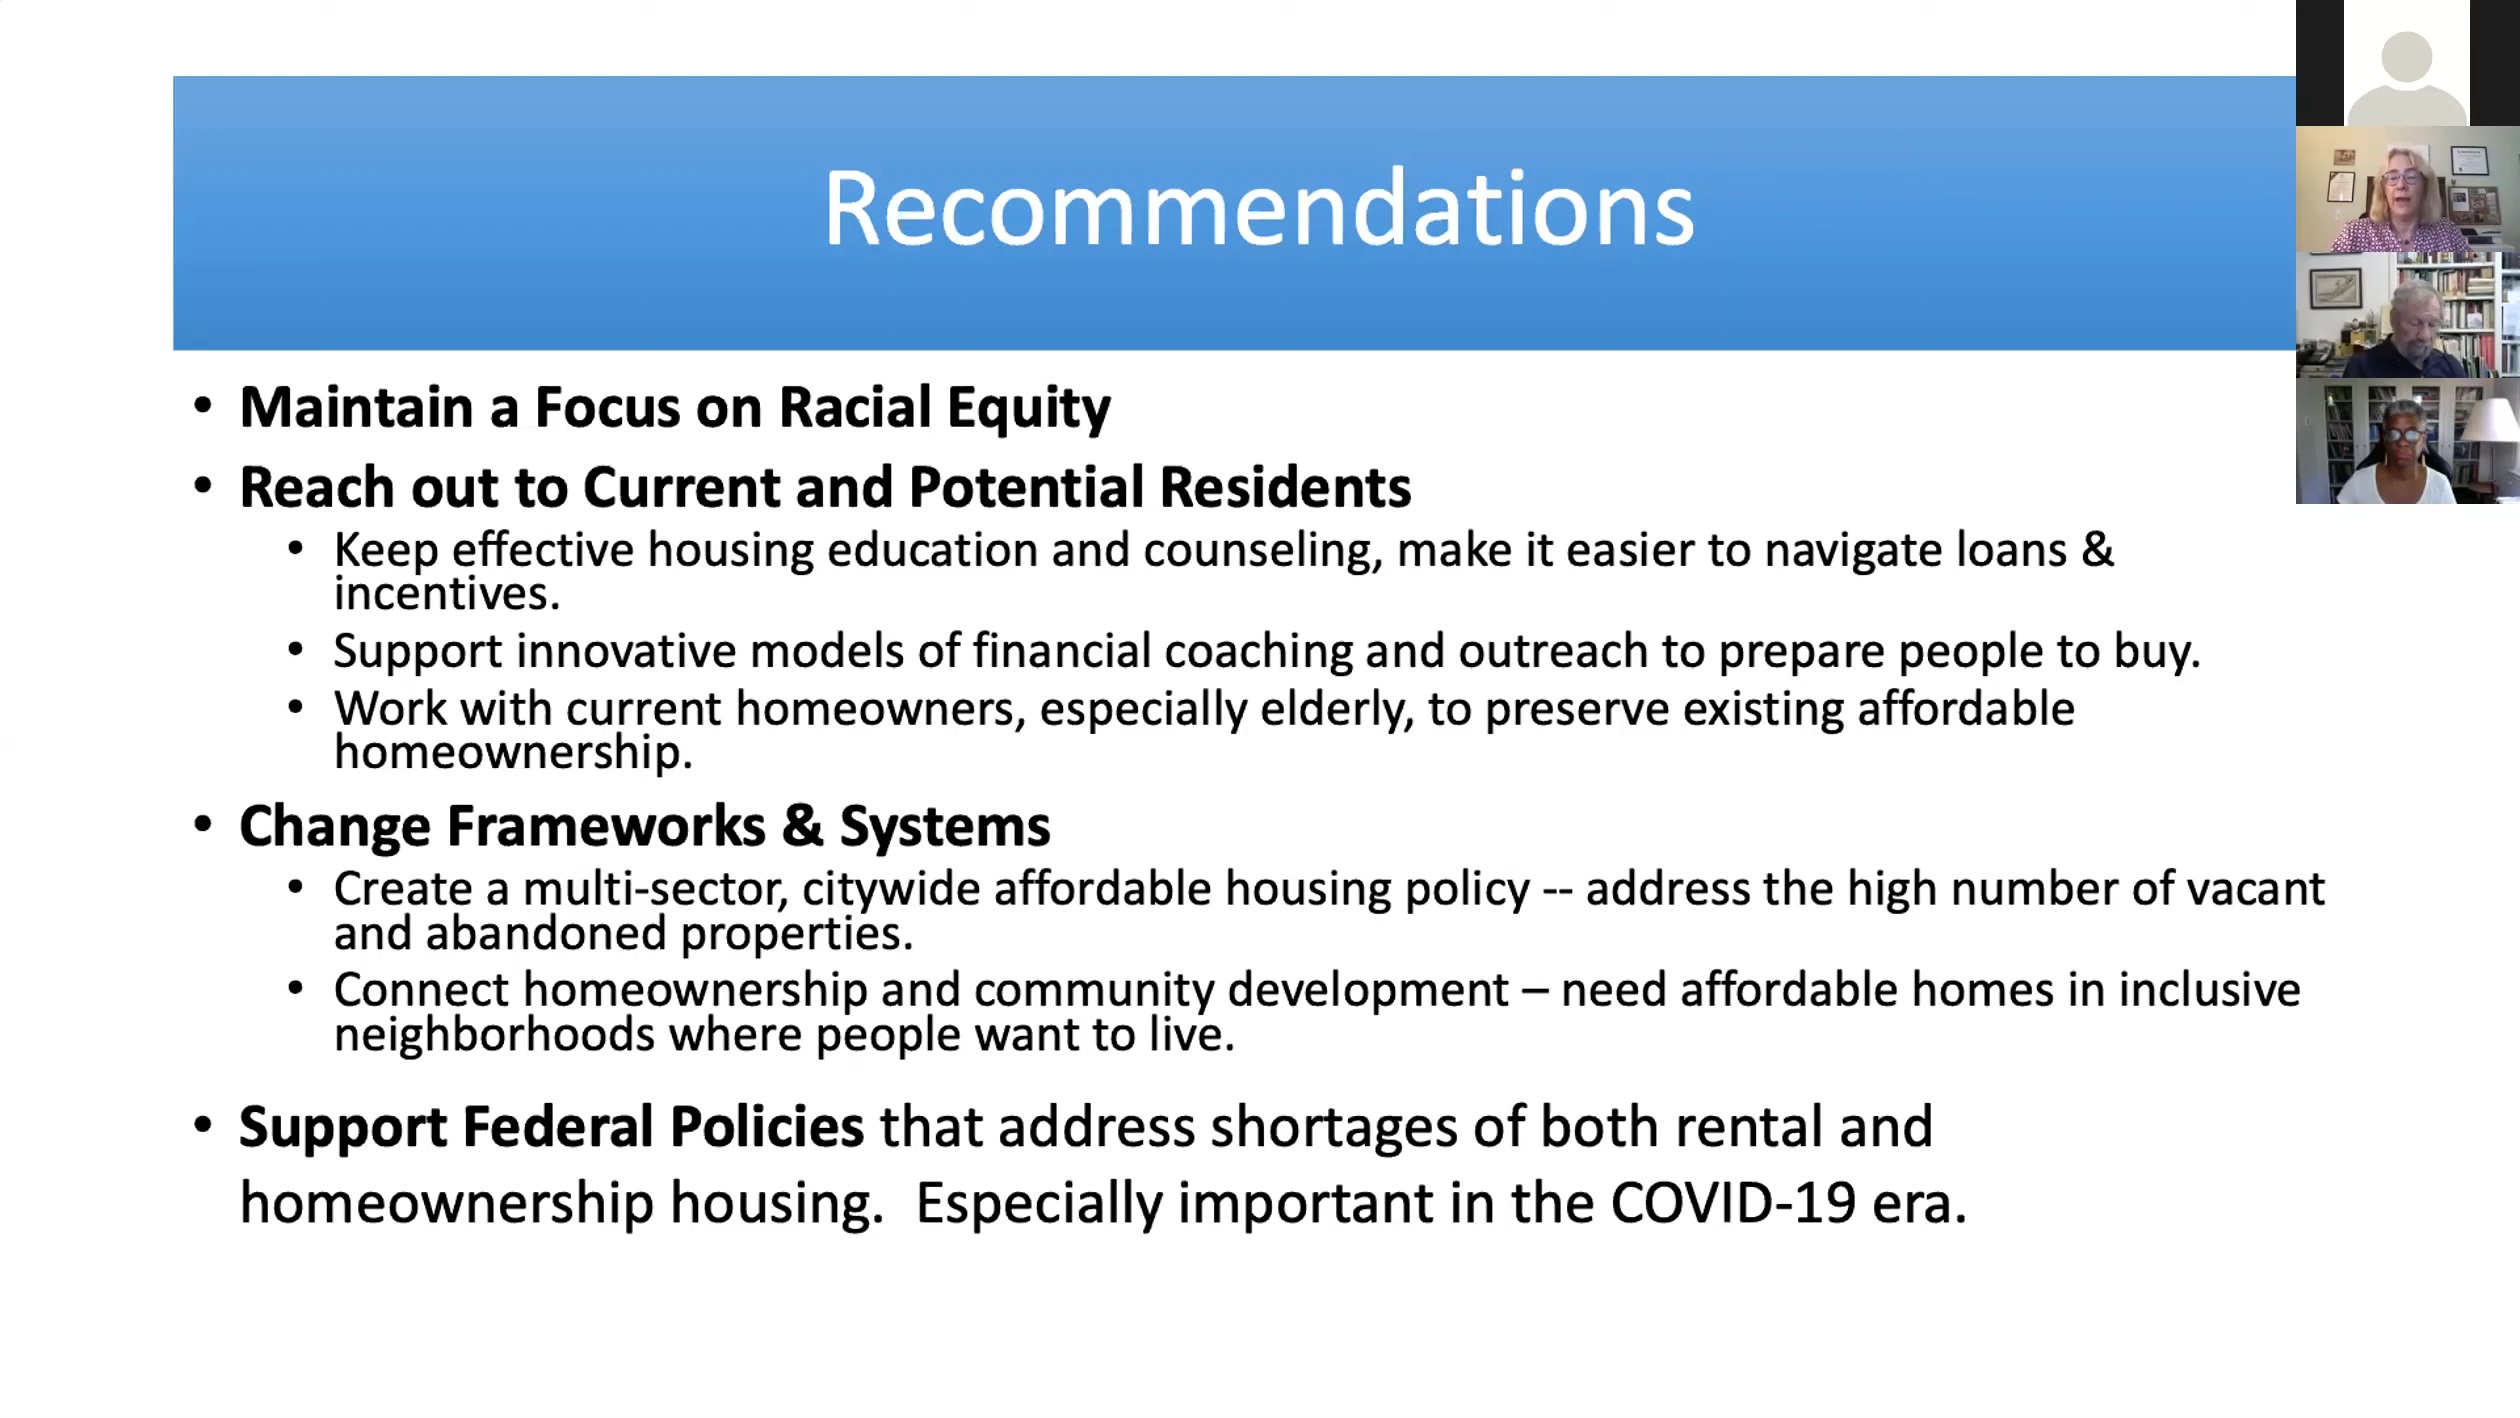 Recommendations
• Maintain a Focus on Racial Equity
• Reach out to Current and Potential Residents
• Keep effective housing education and counseling, make it easier to navigate loans &
incentives.
• Support innovative models of financial coaching and outreach to prepare people to buy.
• Work with current homeowners, especially elderly, to preserve existing affordable
homeownership.
• Change Frameworks & Systems
• Create a multi-sector, citywide affordable housing policy -- address the high number of vacant
and abandoned properties.
• Connect homeownership and community development – need affordable homes in inclusive
neighborhoods where people want to live.
• Support Federal Policies that address shortages of both rental and
homeownership housing.  Especially important in the COVID-19 era.